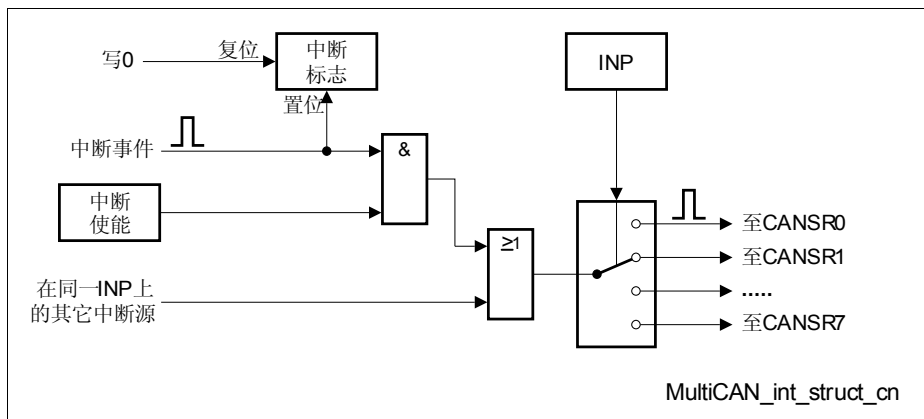 写0
复位
中断
标志
INP
置位
中断事件
&
中断
使能
≥1
至CANSR0
至CANSR1
.....
至CANSR7
在同一INP上
的其它中断源
MultiCAN_int_struct_cn